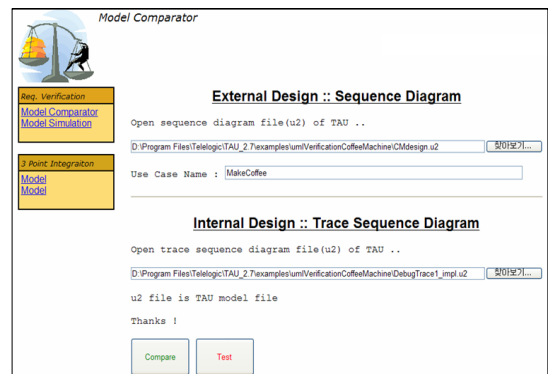 Model Comparator
Req. Verification
Model Comparator
Model Simulation
3 Point Integraiton
Model
Model
External Design :: Sequence Diagram
Open sequence diagram file(u2) of TAU ..
D:\Program Files\Telelogic\TAU_2.7\examples\umlVerificationCoffeeMachine\CMdesign.u2 찾아보기...
Use Case Name : MakeCoffee
Internal Design :: Trace Sequence Diagram
Open trace sequence diagram file(u2) of TAU ..
D:\Program Files\Telelogic\TAU_2.7\examples\umlVerificationCoffeeMachine\DebugTrace1_impl.u2 찾아보기...
u2 file is TAU model file
Thanks !
Compare Test